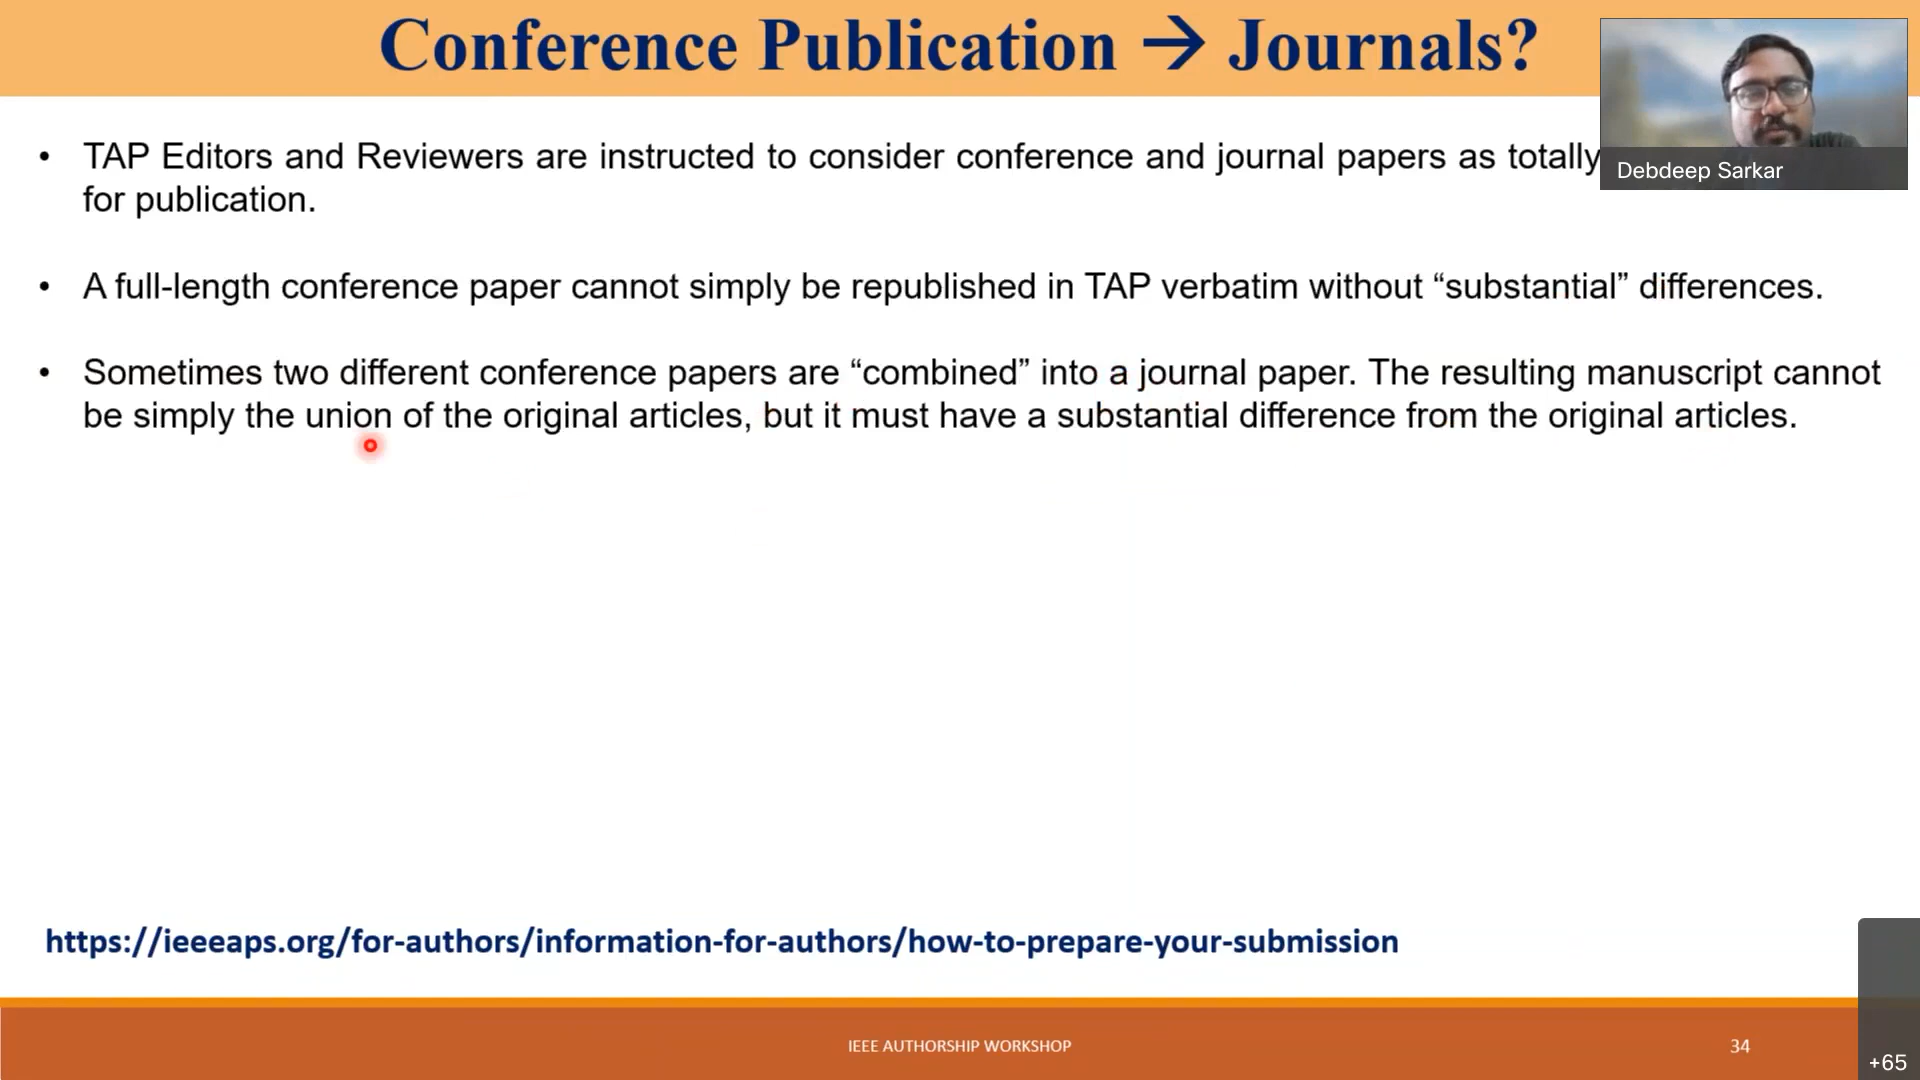 Conference Publication → Journals?
• TAP Editors and Reviewers are instructed to consider conference and journal papers as totally
for publication.
• A full-length conference paper cannot simply be republished in TAP verbatim without “substantial” differences.
• Sometimes two different conference papers are “combined” into a journal paper. The resulting manuscript cannot
be simply the union of the original articles, but it must have a substantial difference from the original articles.
Debdeep Sarkar
https://ieeeaps.org/for-authors/information-for-authors/how-to-prepare-your-submission
IEEE AUTHORSHIP WORKSHOP
34
+65